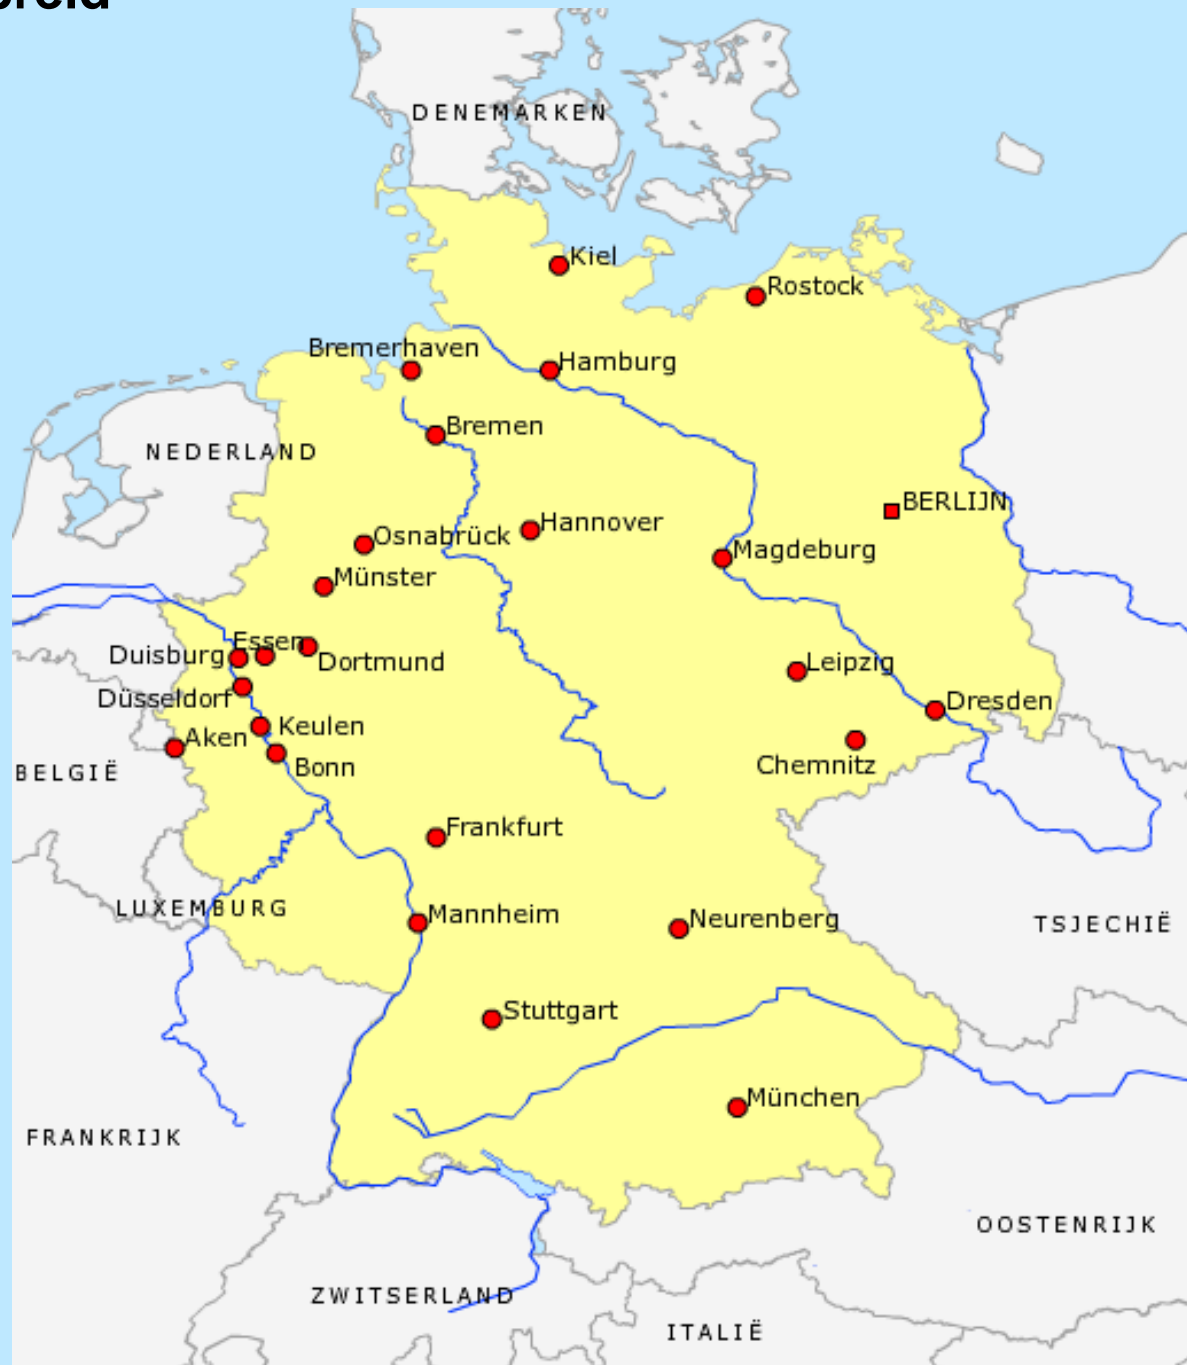 DENEMARKEN
Kiel
Rostock
Bremerhaven
Hamburg
Bremen
NEDERLAND
BERLIJN
Hannover
Osnabrück
Magdeburg
Münster
Essen
Duisburg
Dortmund
Leipzig
Düsseldorf
Dresden
Keulen
Aken
Bonn
BELGIË
Chemnitz
Frankfurt
LUXEMBURG
Mannheim
Neurenberg
TSJECHIË
Stuttgart
München
FRANKRIJK
OOSTENRIJK
ZWITSERLAND
ITALIË